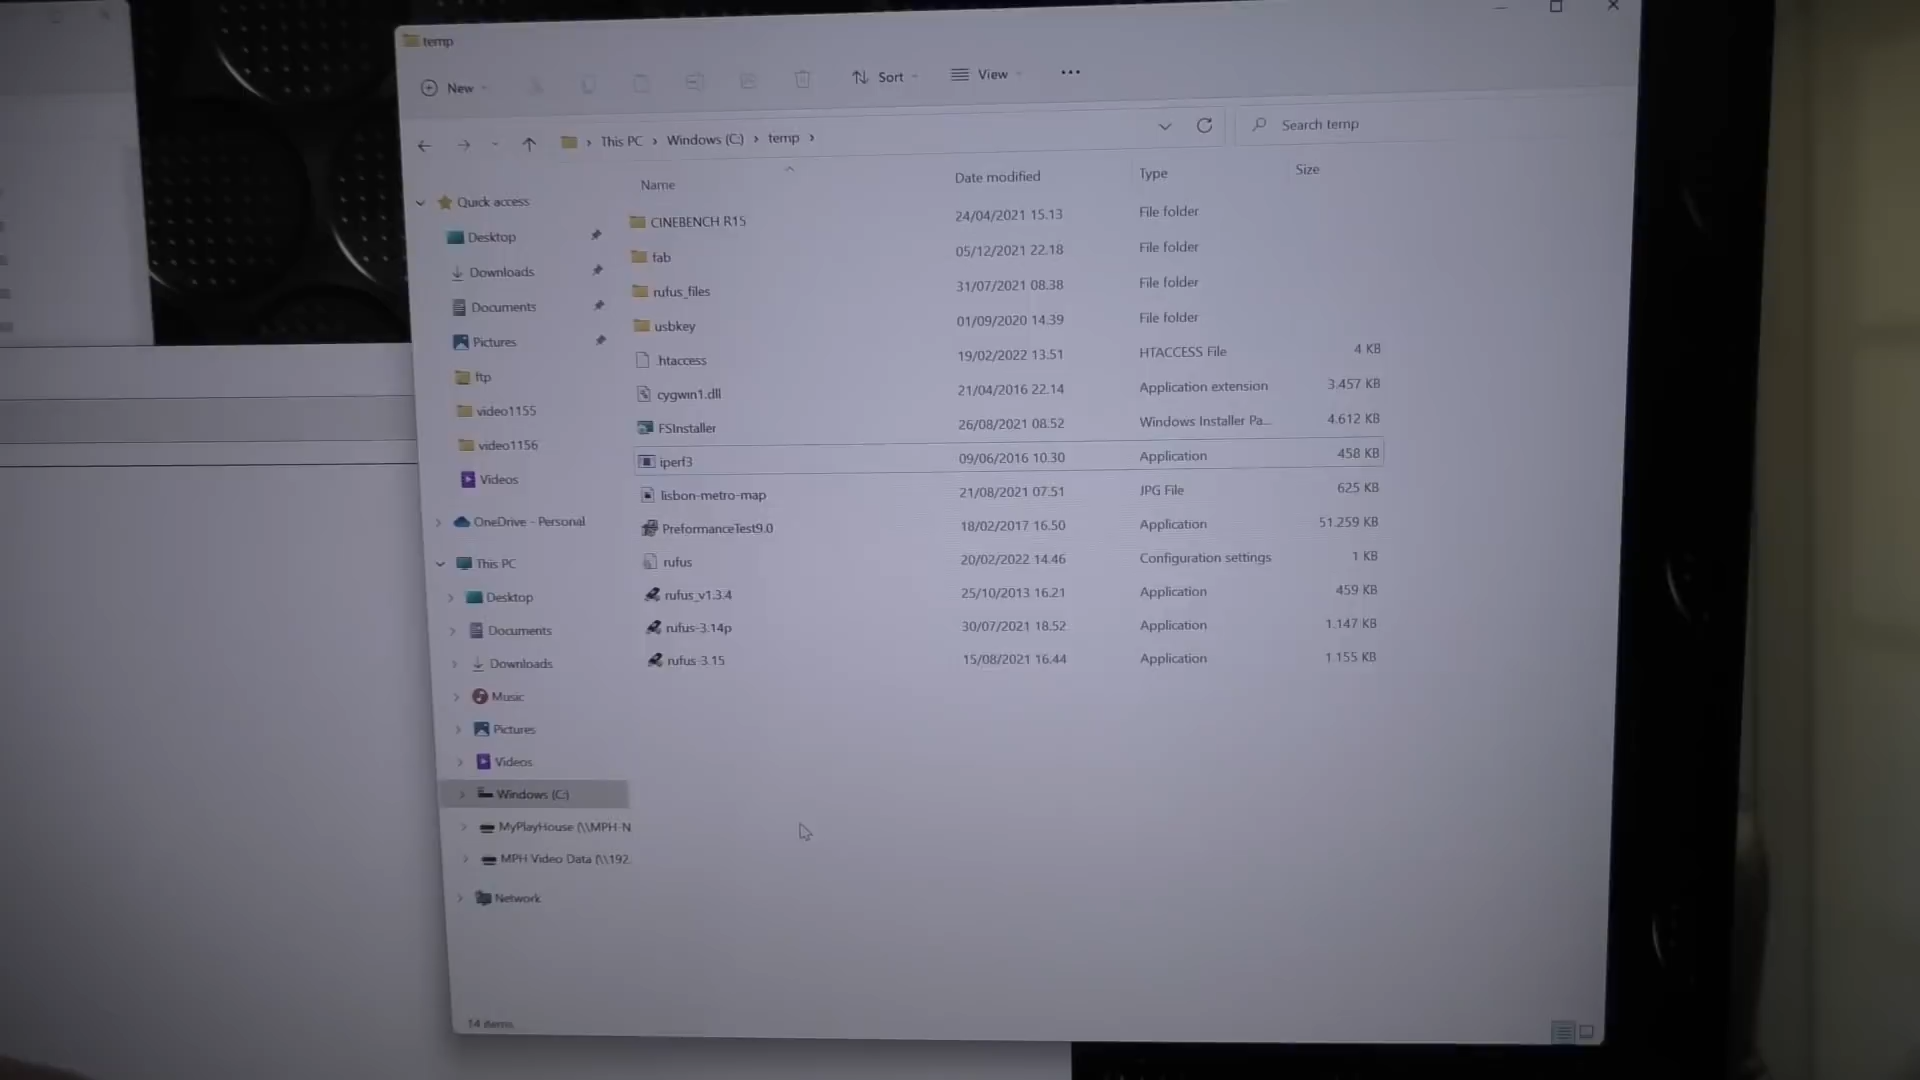 temp
New
Sort
View
This PC > Windows (C:) > temp >
Search temp
Name Date modified Type Size
CINEBENCH R15 24/04/2021 15.13 File folder
fab 05/12/2021 22.18 File folder
rufus_files 31/07/2021 08.38 File folder
usbkey 01/09/2020 14.39 File folder
.htaccess 19/02/2022 13.51 HTACCESS File 4 KB
cygwin1.dll 21/04/2016 22.14 Application extension 3.457 KB
FSInstaller 26/08/2021 08.52 Windows Installer Pa... 4.612 KB
iperf3 09/06/2016 10.30 Application 458 KB
lisbon-metro-map 21/08/2021 07.51 JPG File 625 KB
PreformanceTest9.0 18/02/2017 16.50 Application 51.259 KB
rufus 20/02/2022 14.46 Configuration settings 1 KB
rufus_v1.3.4 25/10/2013 16.21 Application 459 KB
rufus-3.14p 30/07/2021 18.52 Application 1.147 KB
rufus-3.15 15/08/2021 16.44 Application 1.155 KB
Quick access
Desktop
Downloads
Documents
Pictures
ftp
video1155
video1156
Videos
OneDrive - Personal
This PC
Desktop
Documents
Downloads
Music
Pictures
Videos
Windows (C:)
MyPlayHouse (\\MPH-N
MPH Video Data (\\192.
Network
14 items